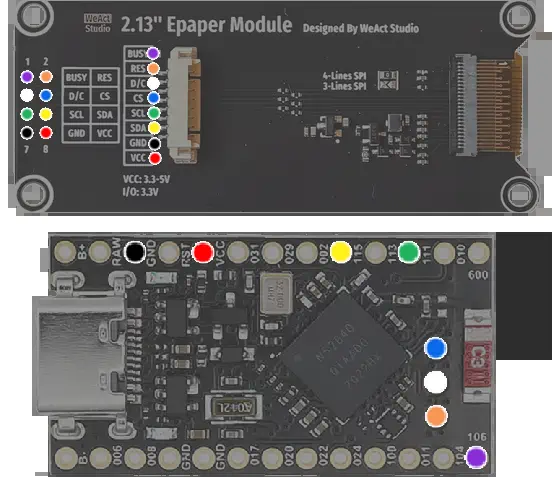 WeAct Studio 2.13" Epaper Module Designed By WeAct Studio
1 2
BUSY RES
D/C CS
SCL SDA
GND VCC
7 8
BUSY
RES
D/C
CS
SCL
SDA
GND
VCC
VCC: 3.3-5V
I/O: 3.3V
4-Lines SPI
3-Lines SPI
B+ RAW GND RST VCC 031 029 002 115 113 111 010
600
A042L
C3
106
B- 006 008 GND GND 017 020 022 024 100 011 104